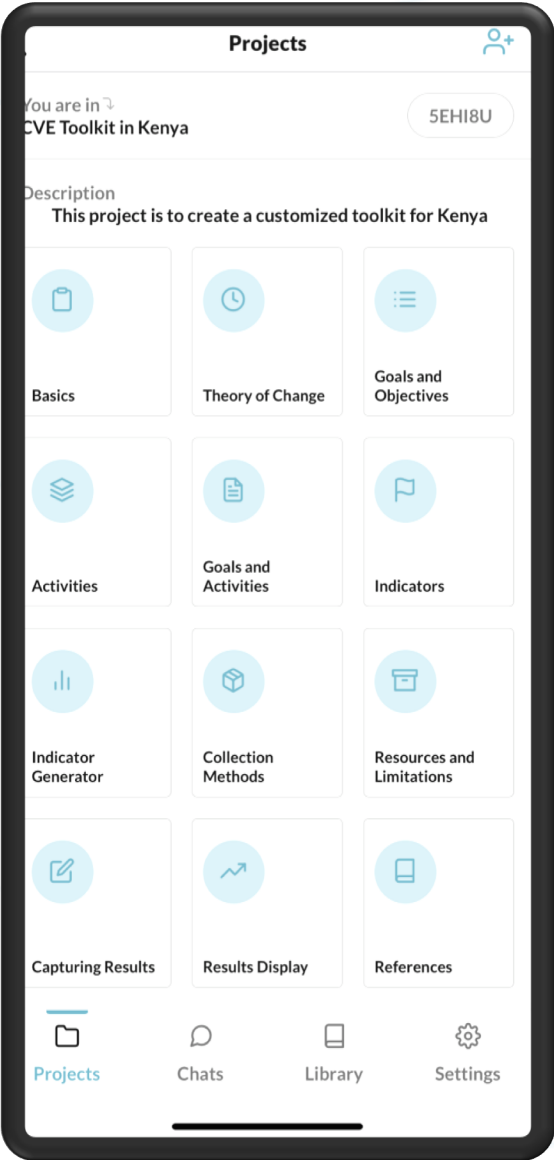 Projects
You are in
5EHI8U
CVE Toolkit in Kenya
Description
This project is to create a customized toolkit for Kenya
Basics
Theory of Change
Goals and
Objectives
Activities
Goals and
Activities
Indicators
Indicator
Generator
Collection
Methods
Resources and
Limitations
Capturing Results
Results Display
References
Projects
Chats
Library
Settings